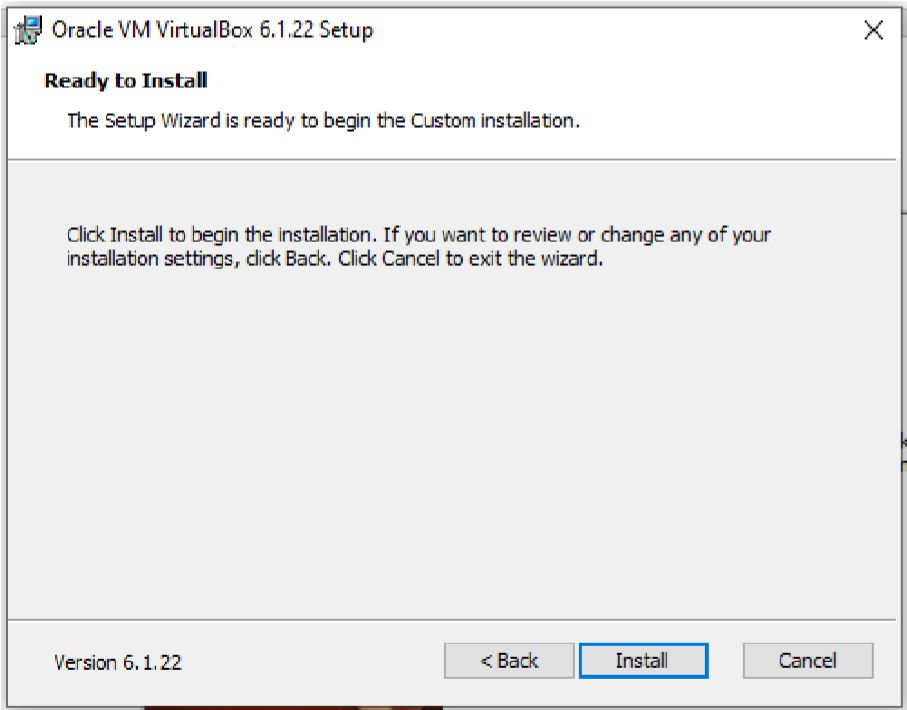 Oracle VM VirtualBox 6.1.22 Setup
Ready to Install
The Setup Wizard is ready to begin the Custom installation.
Click Install to begin the installation. If you want to review or change any of your
installation settings, click Back. Click Cancel to exit the wizard.
Version 6.1.22
< Back
Install
Cancel